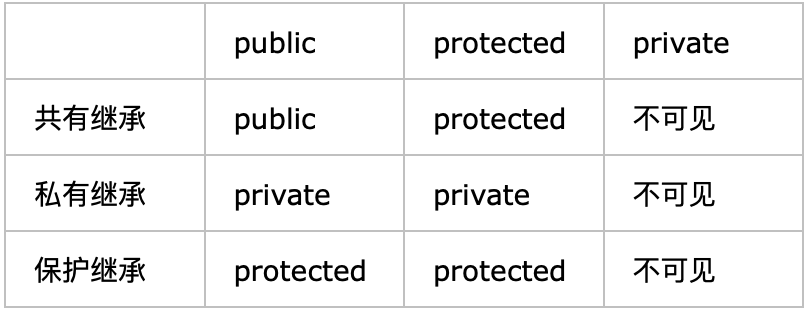 public protected private
共有继承 public protected 不可见
私有继承 private private 不可见
保护继承 protected protected 不可见